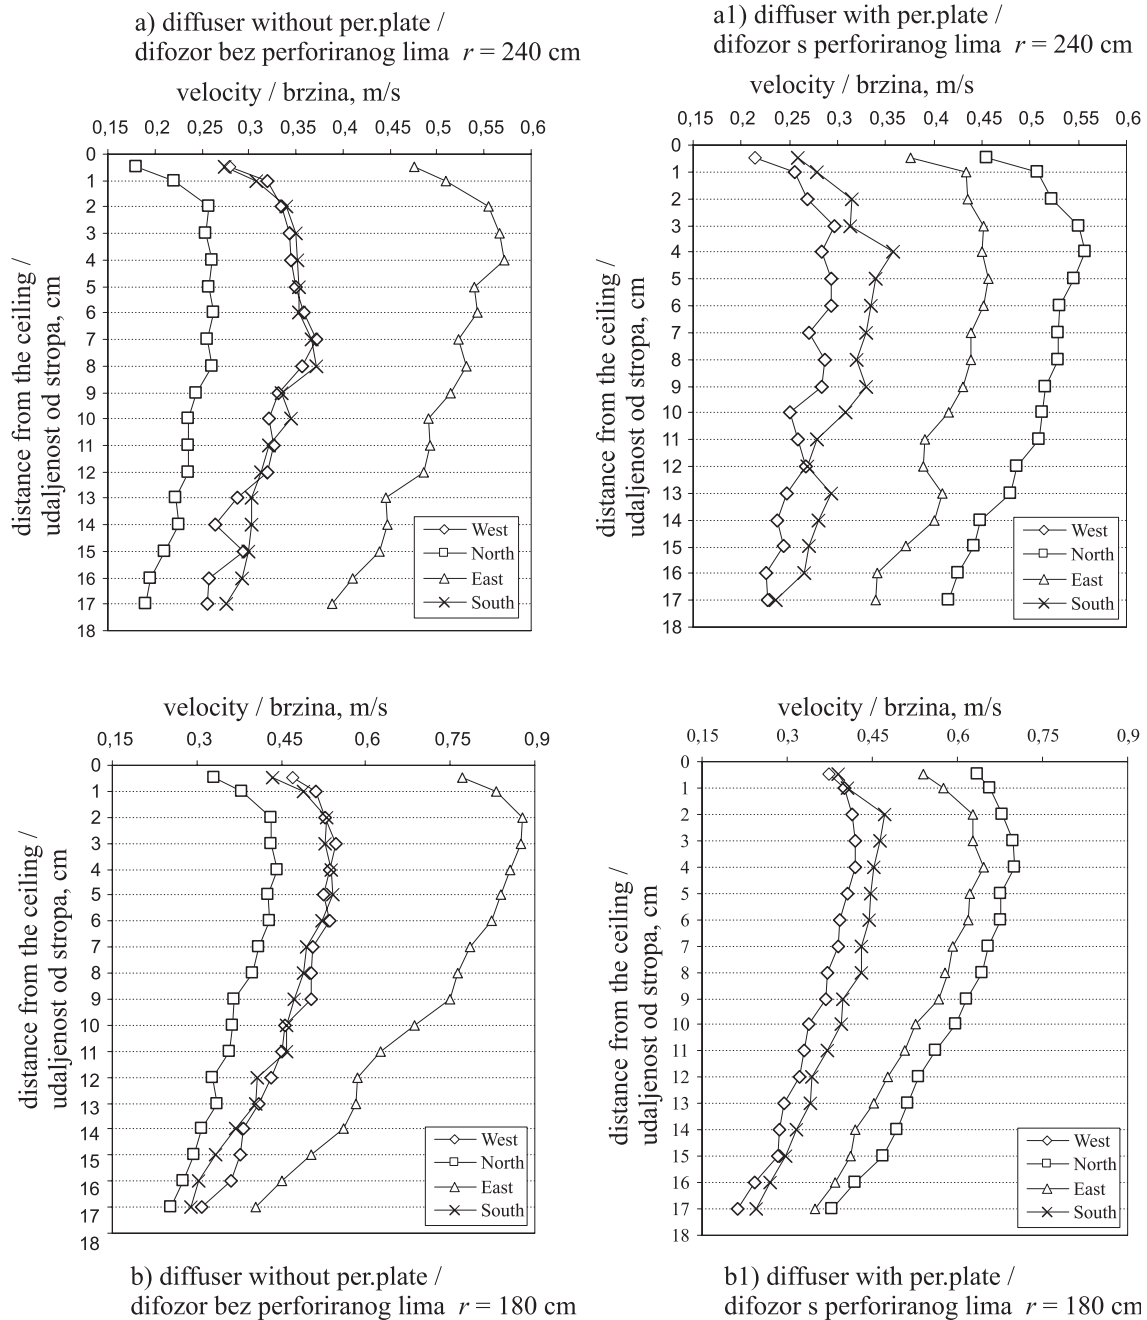 a) diffuser without per.plate /
difozor bez perforiranog lima r = 240 cm
velocity / brzina, m/s
0,15 0,2 0,25 0,3 0,35 0,4 0,45 0,5 0,55 0,6
distance from the ceiling /
udaljenost od stropa, cm
0
1
2
3
4
5
6
7
8
9
10
11
12
13
14
15
16
17
18
West
North
East
South
a1) diffuser with per.plate /
difozor s perforiranog lima r = 240 cm
velocity / brzina, m/s
0,15 0,2 0,25 0,3 0,35 0,4 0,45 0,5 0,55 0,6
distance from the ceiling /
udaljenost od stropa, cm
0
1
2
3
4
5
6
7
8
9
10
11
12
13
14
15
16
17
18
West
North
East
South
velocity / brzina, m/s
0,15 0,3 0,45 0,6 0,75 0,9
distance from the ceiling /
udaljenost od stropa, cm
0
1
2
3
4
5
6
7
8
9
10
11
12
13
14
15
16
17
18
West
North
East
South
b) diffuser without per.plate /
difozor bez perforiranog lima r = 180 cm
velocity / brzina, m/s
0,15 0,3 0,45 0,6 0,75 0,9
distance from the ceiling /
udaljenost od stropa, cm
0
1
2
3
4
5
6
7
8
9
10
11
12
13
14
15
16
17
18
West
North
East
South
b1) diffuser with per.plate /
difozor s perforiranog lima r = 180 cm